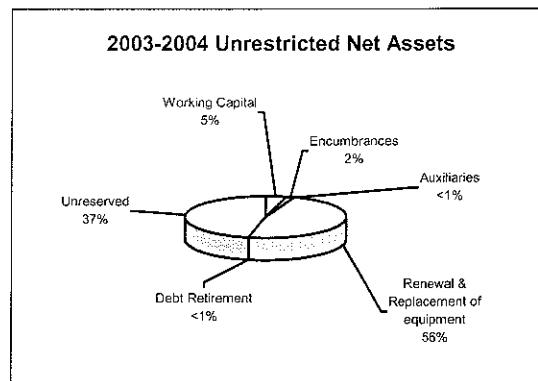 2003-2004 Unrestricted Net Assets
Working Capital
5%
Encumbrances
2%
Auxiliaries
<1%
Unreserved
37%
Debt Retirement
<1%
Renewal &
Replacement of
equipment
56%